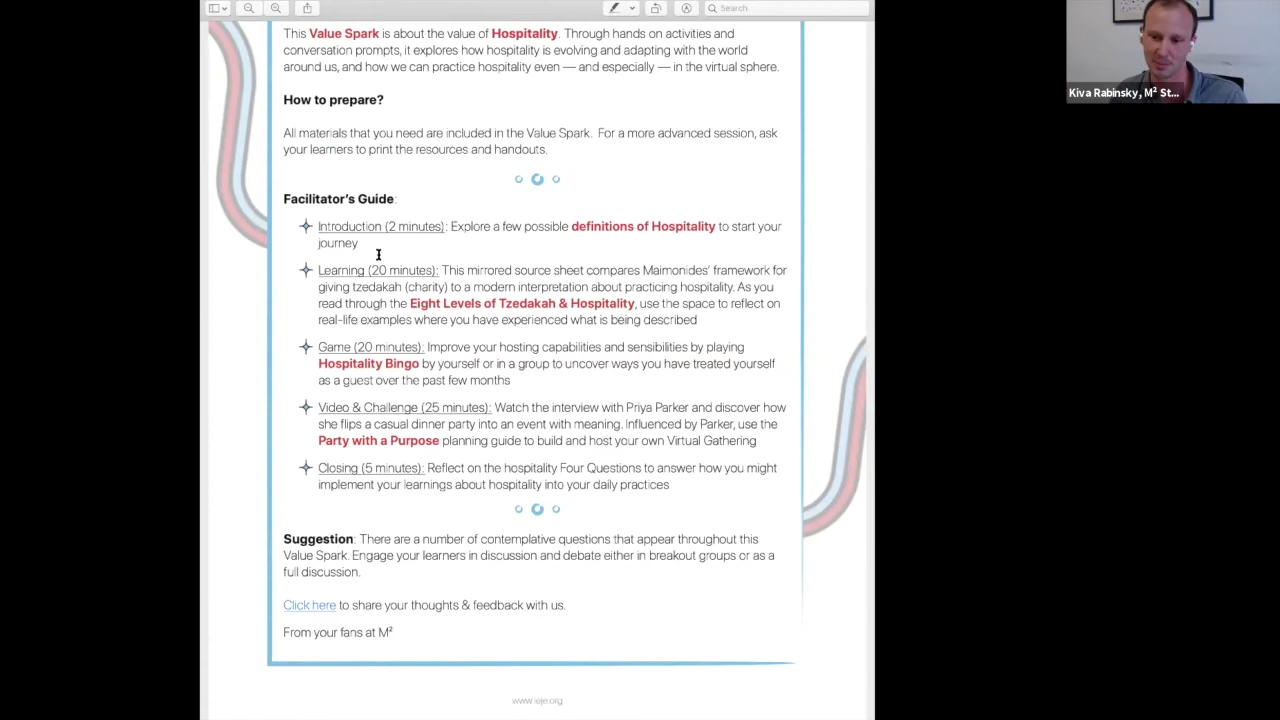 Search
This Value Spark is about the value of Hospitality. Through hands on activities and
conversation prompts, it explores how hospitality is evolving and adapting with the world
around us, and how we can practice hospitality even — and especially — in the virtual sphere.
How to prepare?
All materials that you need are included in the Value Spark. For a more advanced session, ask
your learners to print the resources and handouts.
Facilitator's Guide:
Introduction (2 minutes): Explore a few possible definitions of Hospitality to start your
journey
Learning (20 minutes): This mirrored source sheet compares Maimonides' framework for
giving tzedakah (charity) to a modern interpretation about practicing hospitality. As you
read through the Eight Levels of Tzedakah & Hospitality, use the space to reflect on
real-life examples where you have experienced what is being described
Game (20 minutes): Improve your hosting capabilities and sensibilities by playing
Hospitality Bingo by yourself or in a group to uncover ways you have treated yourself
as a guest over the past few months
Video & Challenge (25 minutes): Watch the interview with Priya Parker and discover how
she flips a casual dinner party into an event with meaning. Influenced by Parker, use the
Party with a Purpose planning guide to build and host your own Virtual Gathering
Closing (5 minutes): Reflect on the hospitality Four Questions to answer how you might
implement your learnings about hospitality into your daily practices
Suggestion: There are a number of contemplative questions that appear throughout this
Value Spark. Engage your learners in discussion and debate either in breakout groups or as a
full discussion.
Click here to share your thoughts & feedback with us.
From your fans at M²
www.ieje.org
Kiva Rabinsky, M² St...